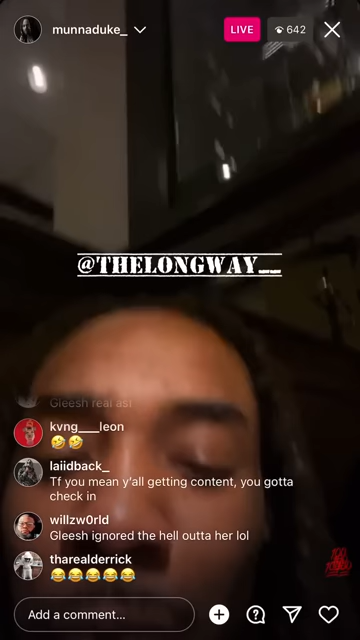 munnaduke_
LIVE
642
@THELONGWAY__
Gleesh real asf
kvng___leon
🤣🤣
laiidback_
Tf you mean y'all getting content, you gotta
check in
willzw0rld
Gleesh ignored the hell outta her lol
tharealderrick
😂😂😂😂😂
Add a comment...